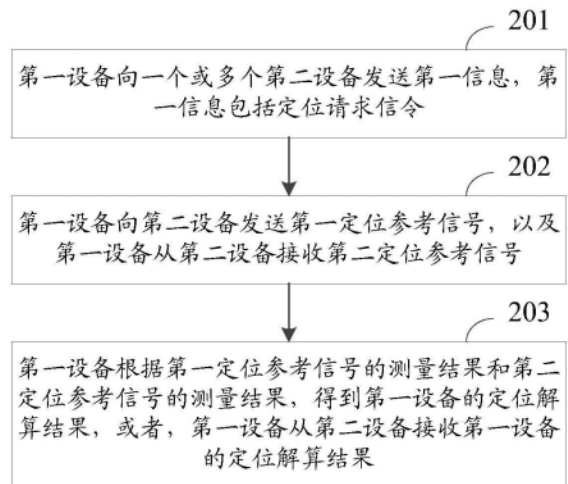 201
第一设备向一个或多个第二设备发送第一信息，第
一信息包括定位请求信令
202
第一设备向第二设备发送第一定位参考信号，以及
第一设备从第二设备接收第二定位参考信号
203
第一设备根据第一定位参考信号的测量结果和第二
定位参考信号的测量结果，得到第一设备的定位解
算结果，或者，第一设备从第二设备接收第一设备
的定位解算结果